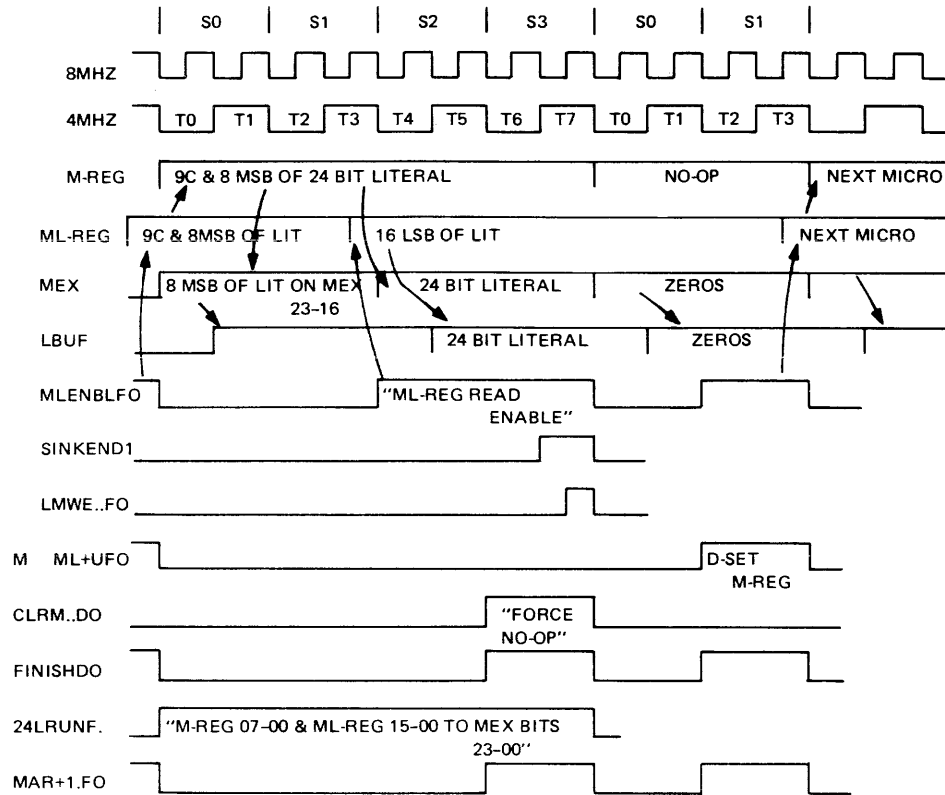 S0 S1 S2 S3 S0 S1
8MHZ
4MHZ T0 T1 T2 T3 T4 T5 T6 T7 T0 T1 T2 T3
M-REG 9C & 8 MSB OF 24 BIT LITERAL NO-OP NEXT MICRO
ML-REG 9C & 8MSB OF LIT 16 LSB OF LIT NEXT MICRO
MEX 8 MSB OF LIT ON MEX 24 BIT LITERAL ZEROS
23-16
LBUF 24 BIT LITERAL ZEROS
MLENBLFO "ML-REG READ
ENABLE"
SINKEND1
LMWE..FO
M ML+UFO D-SET
M-REG
CLRM..DO "FORCE
NO-OP"
FINISHDO
24LRUNF. "M-REG 07-00 & ML-REG 15-00 TO MEX BITS
23-00"
MAR+1.FO